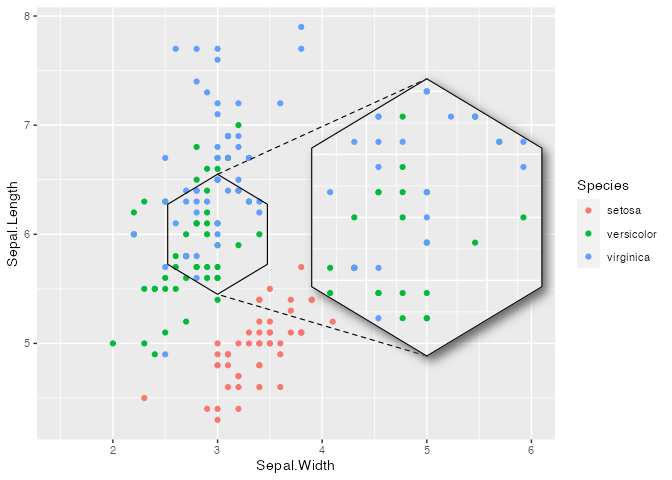 8
7
6
5
Sepal.Length
2
3
4
5
6
Sepal.Width
Species
setosa
versicolor
virginica